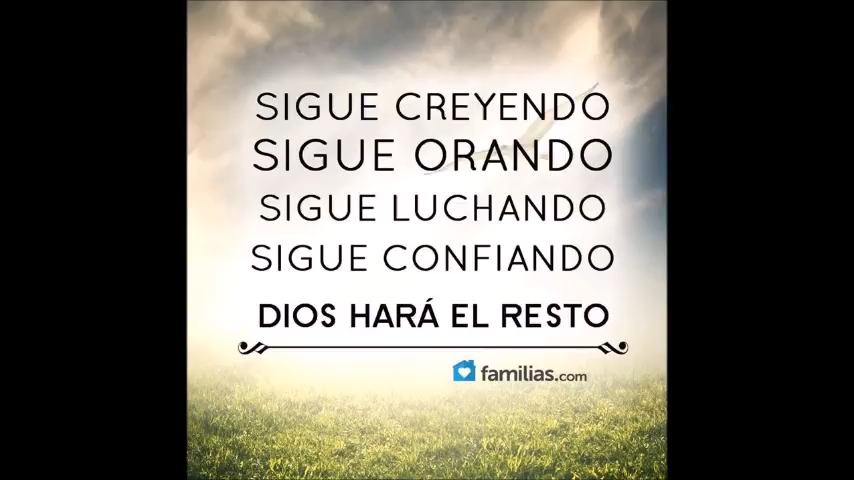 SIGUE CREYENDO
SIGUE ORANDO
SIGUE LUCHANDO
SIGUE CONFIANDO
DIOS HARÁ EL RESTO
familias.com